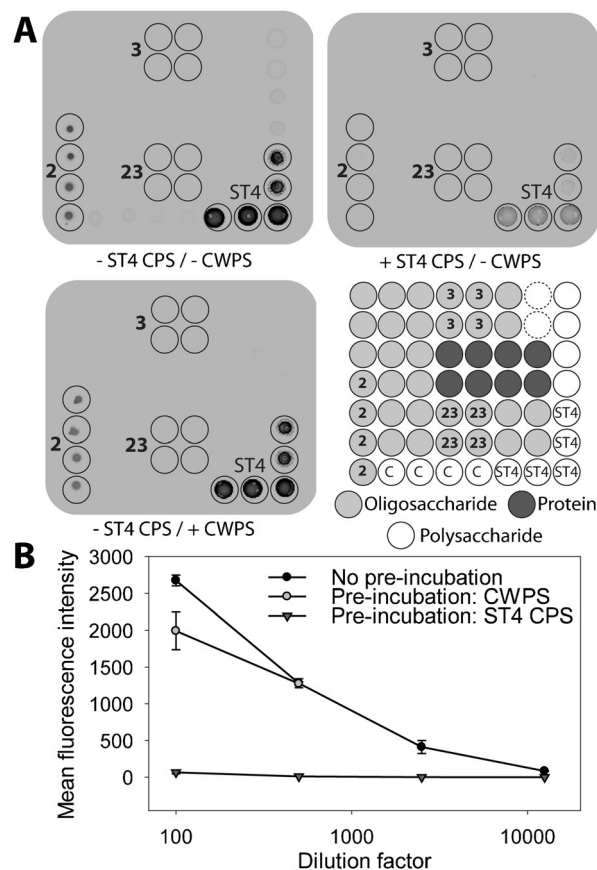 A
3
2
23
ST4
- ST4 CPS / - CWPS
3
2
23
ST4
+ ST4 CPS / - CWPS
3
2
23
ST4
- ST4 CPS / + CWPS
3 3
3 3
2
2 23 23 ST4
2 23 23 ST4
2 C C C C ST4 ST4 ST4
Oligosaccharide Protein
Polysaccharide
B
Mean fluorescence intensity
3000
2500
2000
1500
1000
500
0
No pre-incubation
Pre-incubation: CWPS
Pre-incubation: ST4 CPS
100 1000 10000
Dilution factor